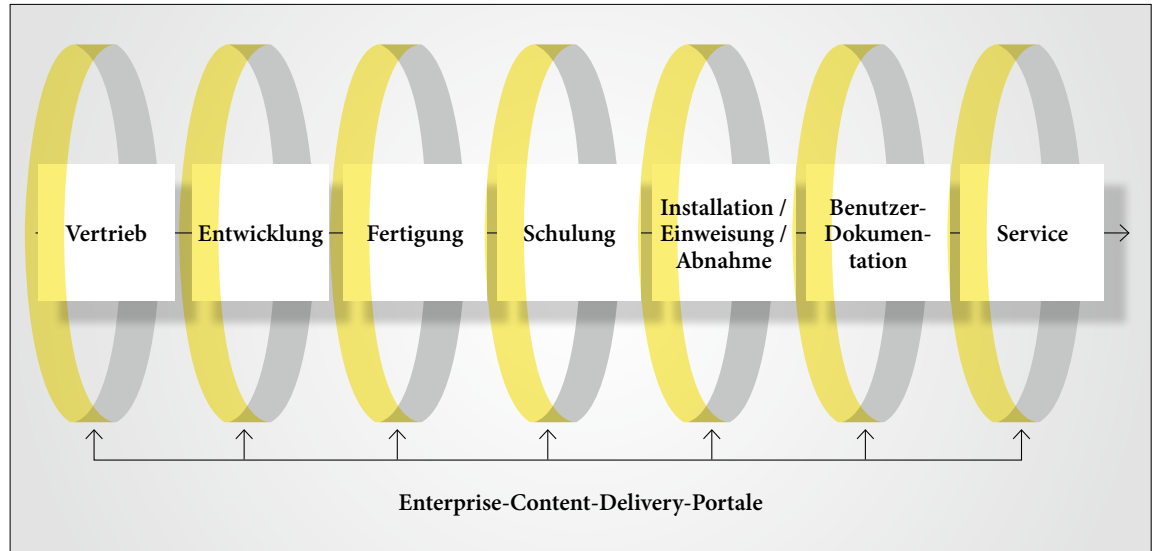 Vertrieb
Entwicklung
Fertigung
Schulung
Installation /
Einweisung /
Abnahme
Benutzer-
Dokumen-
tation
Service
Enterprise-Content-Delivery-Portale